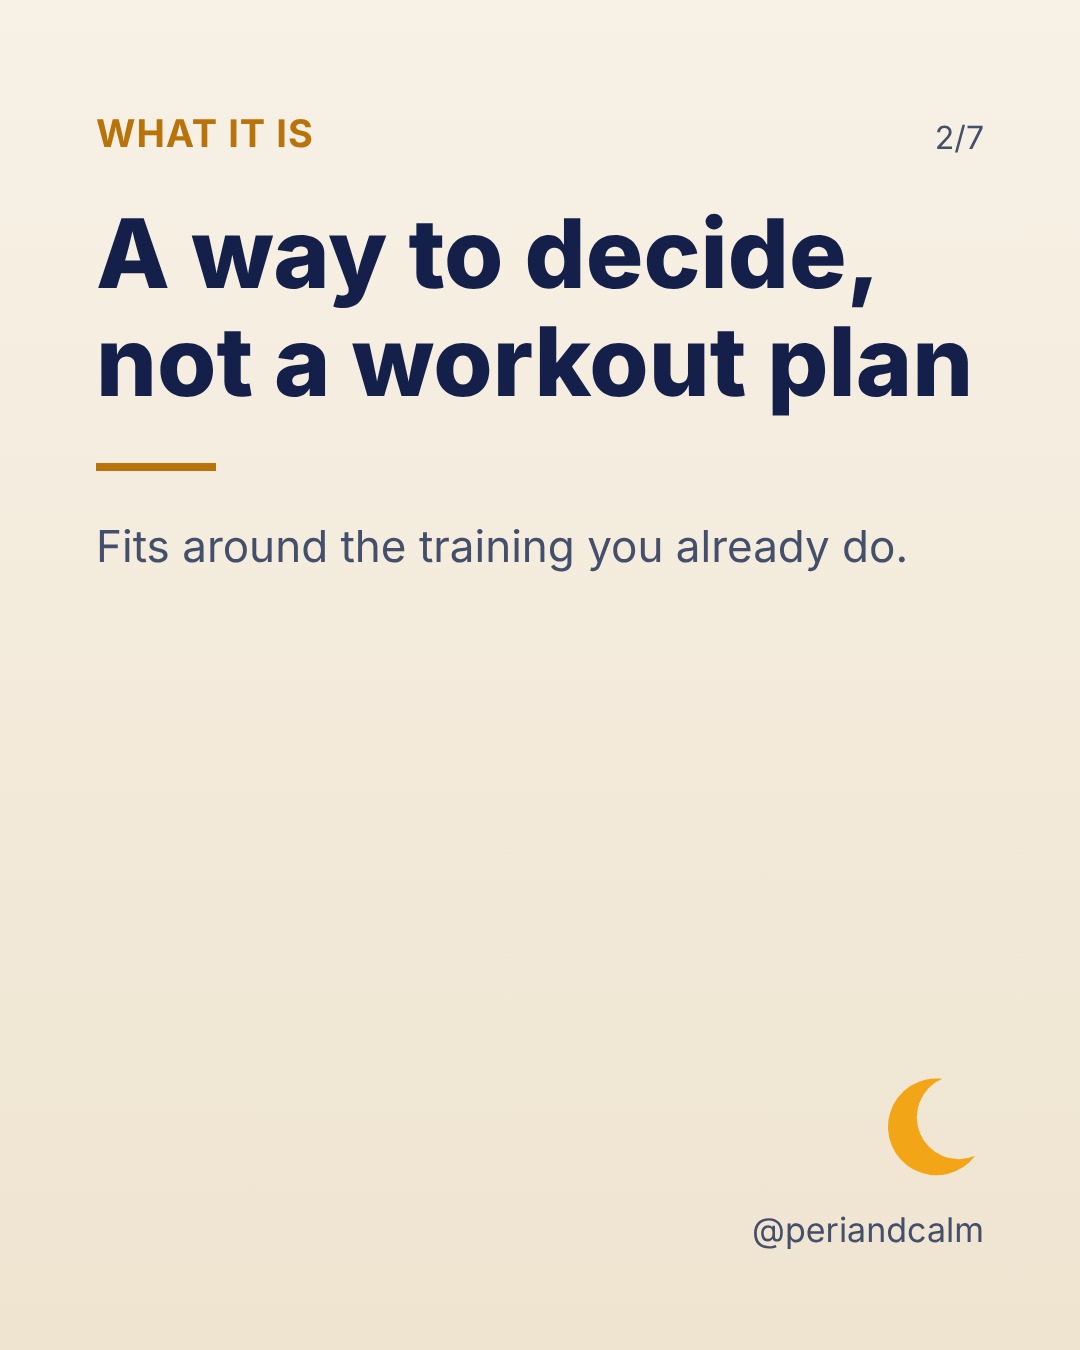 WHAT IT IS
2/7
A way to decide,
not a workout plan
Fits around the training you already do.
@periandcalm